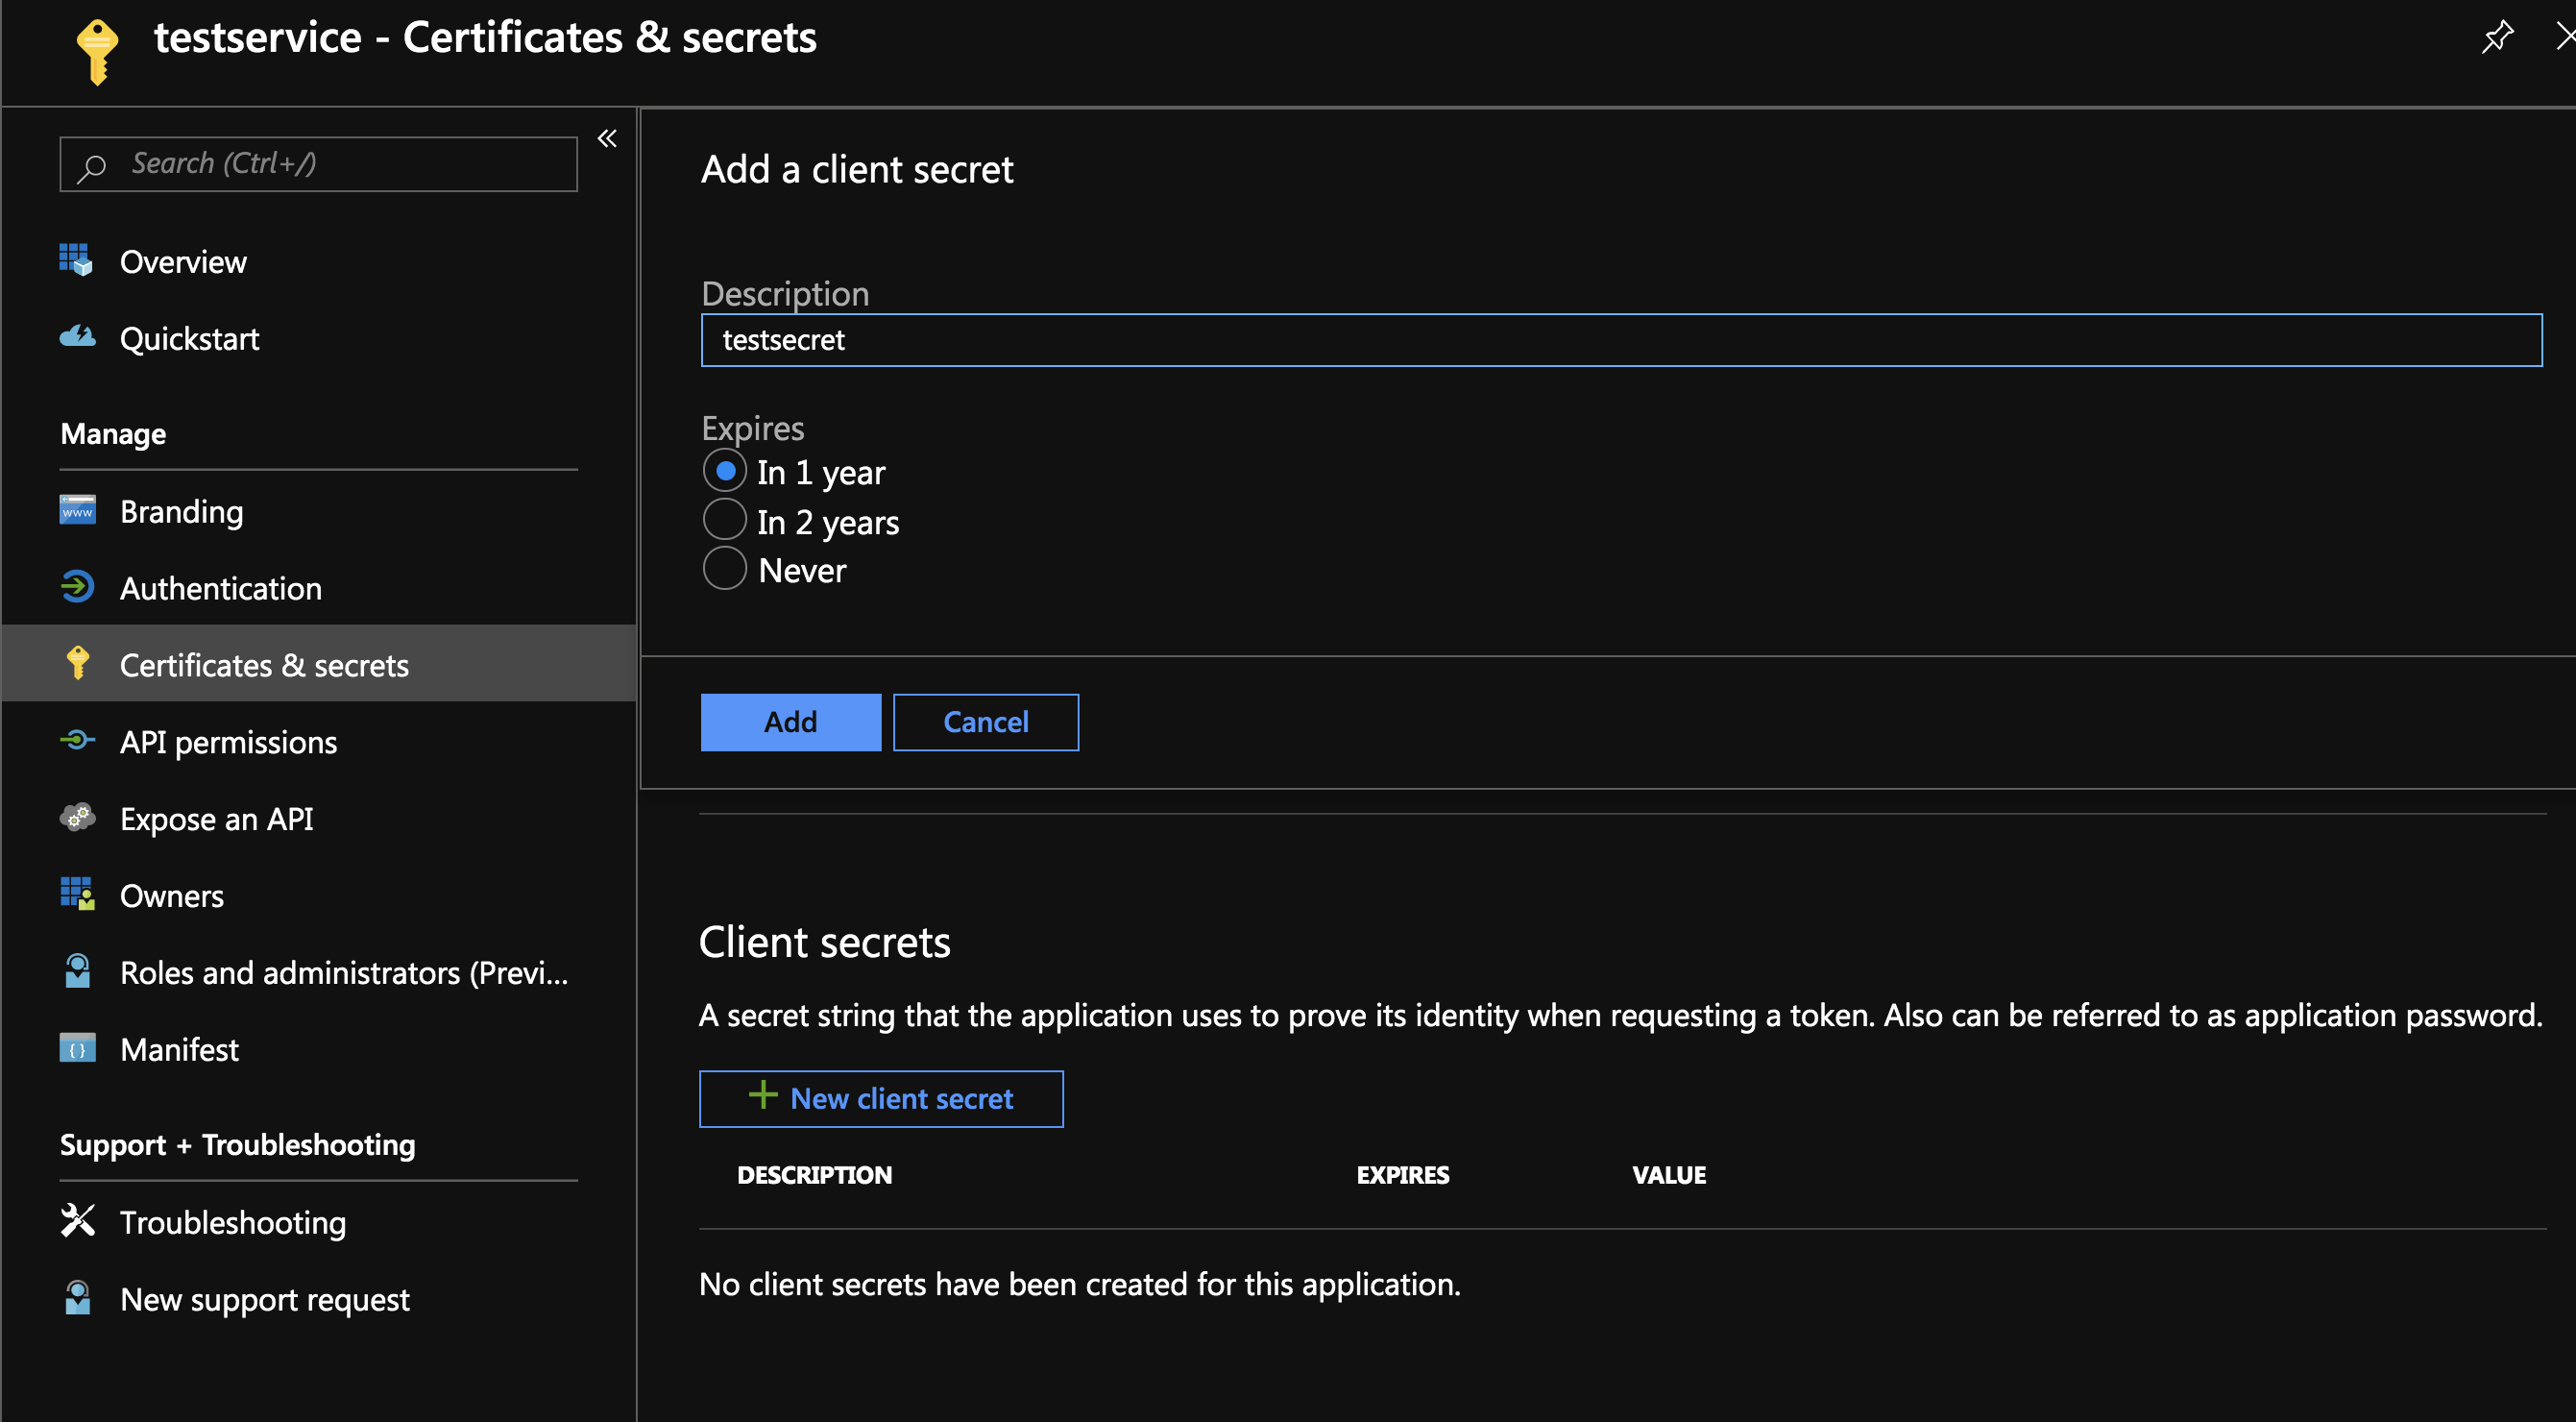 testservice - Certificates & secrets
Search (Ctrl+/)
Overview
Quickstart
Manage
www
Branding
Authentication
Certificates & secrets
API permissions
Expose an API
Owners
Roles and administrators (Previ...
{ }
Manifest
Support + Troubleshooting
Troubleshooting
New support request
Add a client secret
Description
testsecret
Expires
In 1 year
In 2 years
Never
Add
Cancel
Client secrets
A secret string that the application uses to prove its identity when requesting a token. Also can be referred to as application password.
New client secret
DESCRIPTION EXPIRES VALUE
No client secrets have been created for this application.